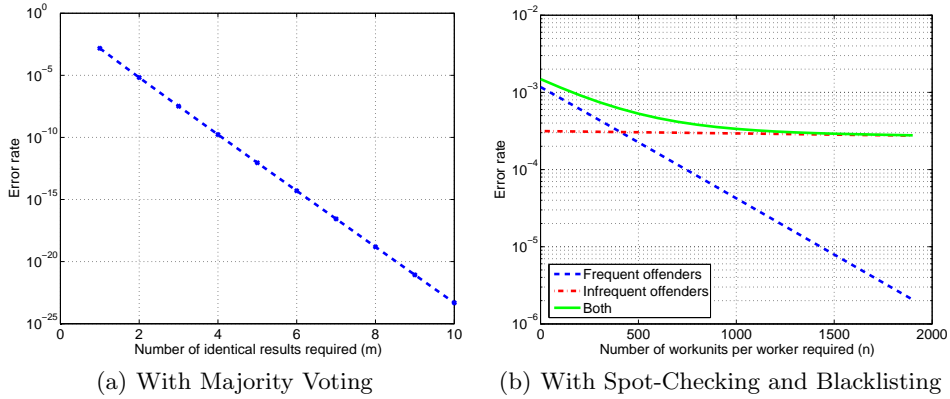 10^0
10^−5
10^−10
10^−15
10^−20
10^−25
Error rate
0 2 4 6 8 10
Number of identical results required (m)
(a) With Majority Voting
10^−2
10^−3
10^−4
10^−5
10^−6
Error rate
Frequent offenders
Infrequent offenders
Both
0 500 1000 1500 2000
Number of workunits per worker required (n)
(b) With Spot-Checking and Blacklisting